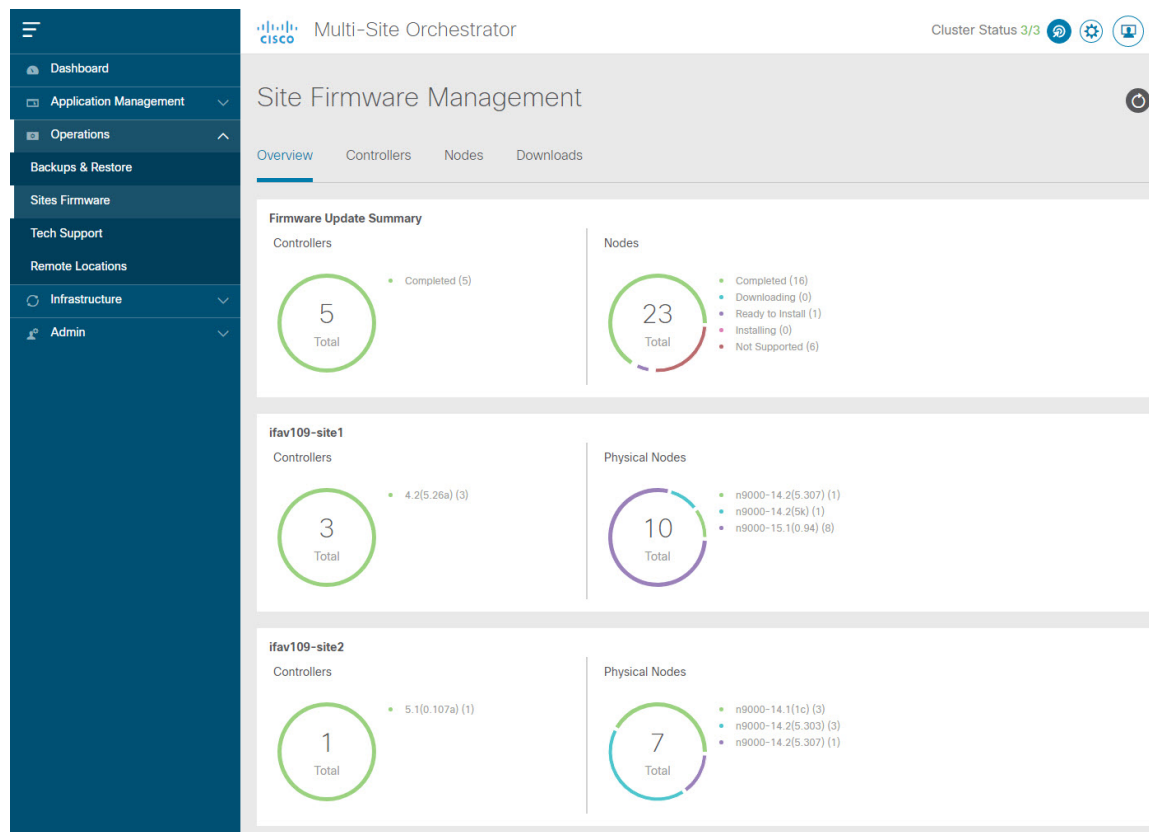 CISCO
Multi-Site Orchestrator
Cluster Status 3/3
Dashboard
Application Management
Operations
Backups & Restore
Sites Firmware
Tech Support
Remote Locations
Infrastructure
Admin
Site Firmware Management
Overview Controllers Nodes Downloads
Firmware Update Summary
Controllers
5
Total
Completed (5)
Nodes
23
Total
Completed (16)
Downloading (0)
Ready to Install (1)
Installing (0)
Not Supported (6)
ifav109-site1
Controllers
3
Total
4.2(5.26a) (3)
Physical Nodes
10
Total
n9000-14.2(5.307) (1)
n9000-14.2(5k) (1)
n9000-15.1(0.94) (8)
ifav109-site2
Controllers
1
Total
5.1(0.107a) (1)
Physical Nodes
7
Total
n9000-14.1(1c) (3)
n9000-14.2(5.303) (3)
n9000-14.2(5.307) (1)